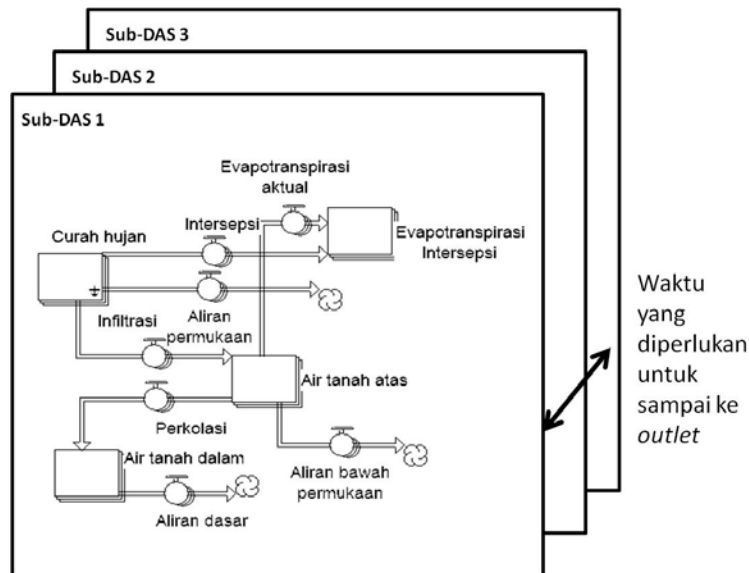 Sub-DAS 3
Sub-DAS 2
Sub-DAS 1
Evapotranspirasi
aktual
Curah hujan
Intersepsi
Evapotranspirasi
Intersepsi
Infiltrasi
Aliran
permukaan
Air tanah atas
Perkolasi
Air tanah dalam
Aliran bawah
permukaan
Aliran dasar
Waktu
yang
diperlukan
untuk
sampai ke
outlet